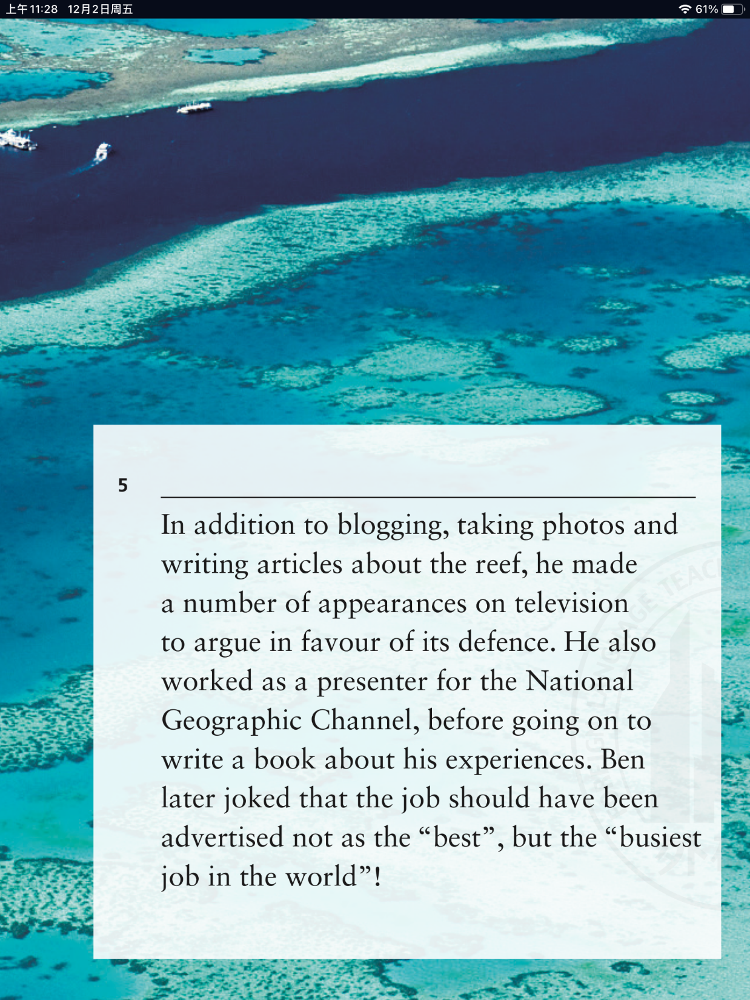 上午11:28 12月2日周五
61%
5
In addition to blogging, taking photos and
writing articles about the reef, he made
a number of appearances on television
to argue in favour of its defence. He also
worked as a presenter for the National
Geographic Channel, before going on to
write a book about his experiences. Ben
later joked that the job should have been
advertised not as the “best”, but the “busiest
job in the world”!